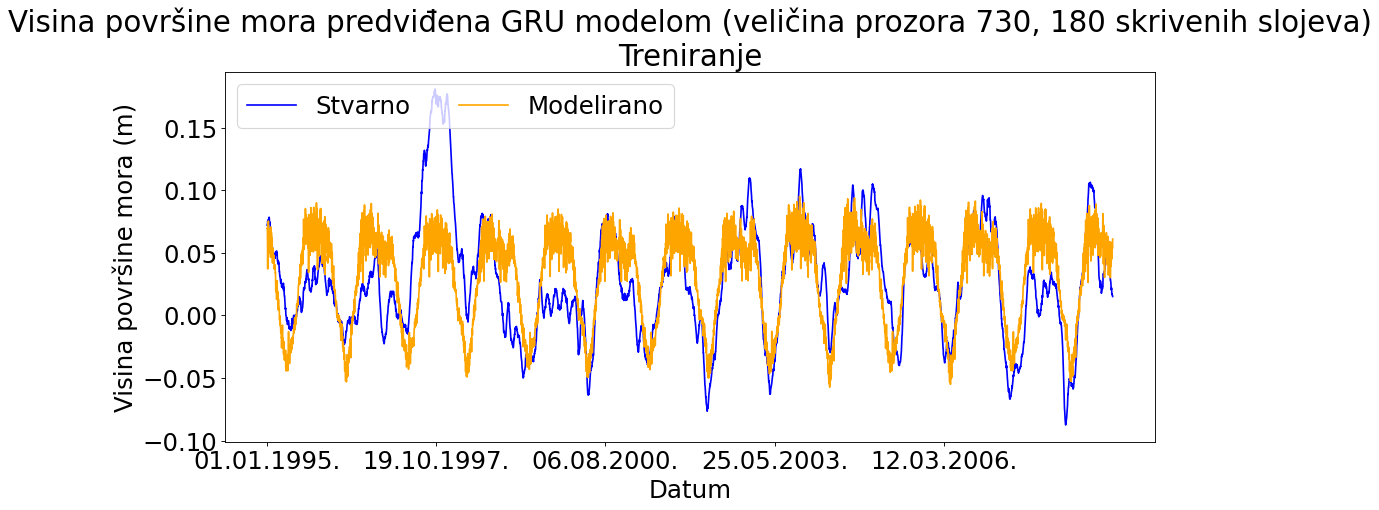 Visina površine mora predviđena GRU modelom (veličina prozora 730, 180 skrivenih slojeva)
Treniranje
Stvarno
Modelirano
Visina površine mora (m)
0.15
0.10
0.05
0.00
−0.05
−0.10
01.01.1995.
19.10.1997.
06.08.2000.
25.05.2003.
12.03.2006.
Datum